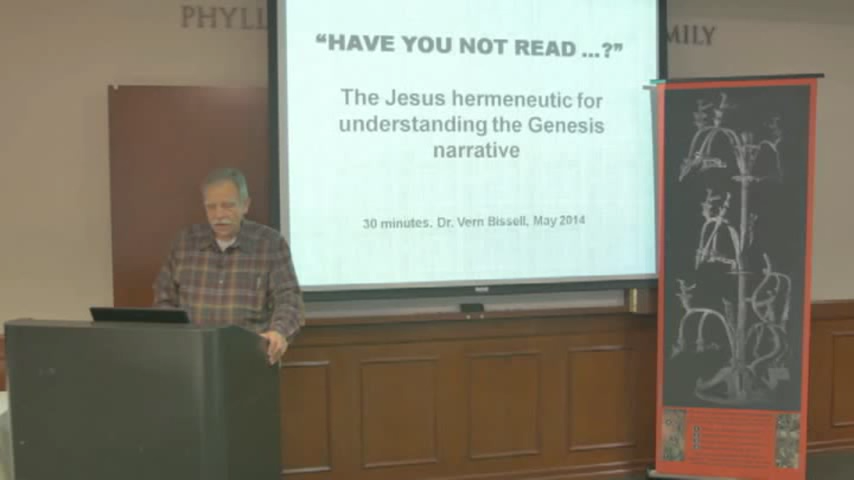 PHYLL
MILY
"HAVE YOU NOT READ ...?"
The Jesus hermeneutic for
understanding the Genesis
narrative
30 minutes. Dr. Vern Bissell, May 2014